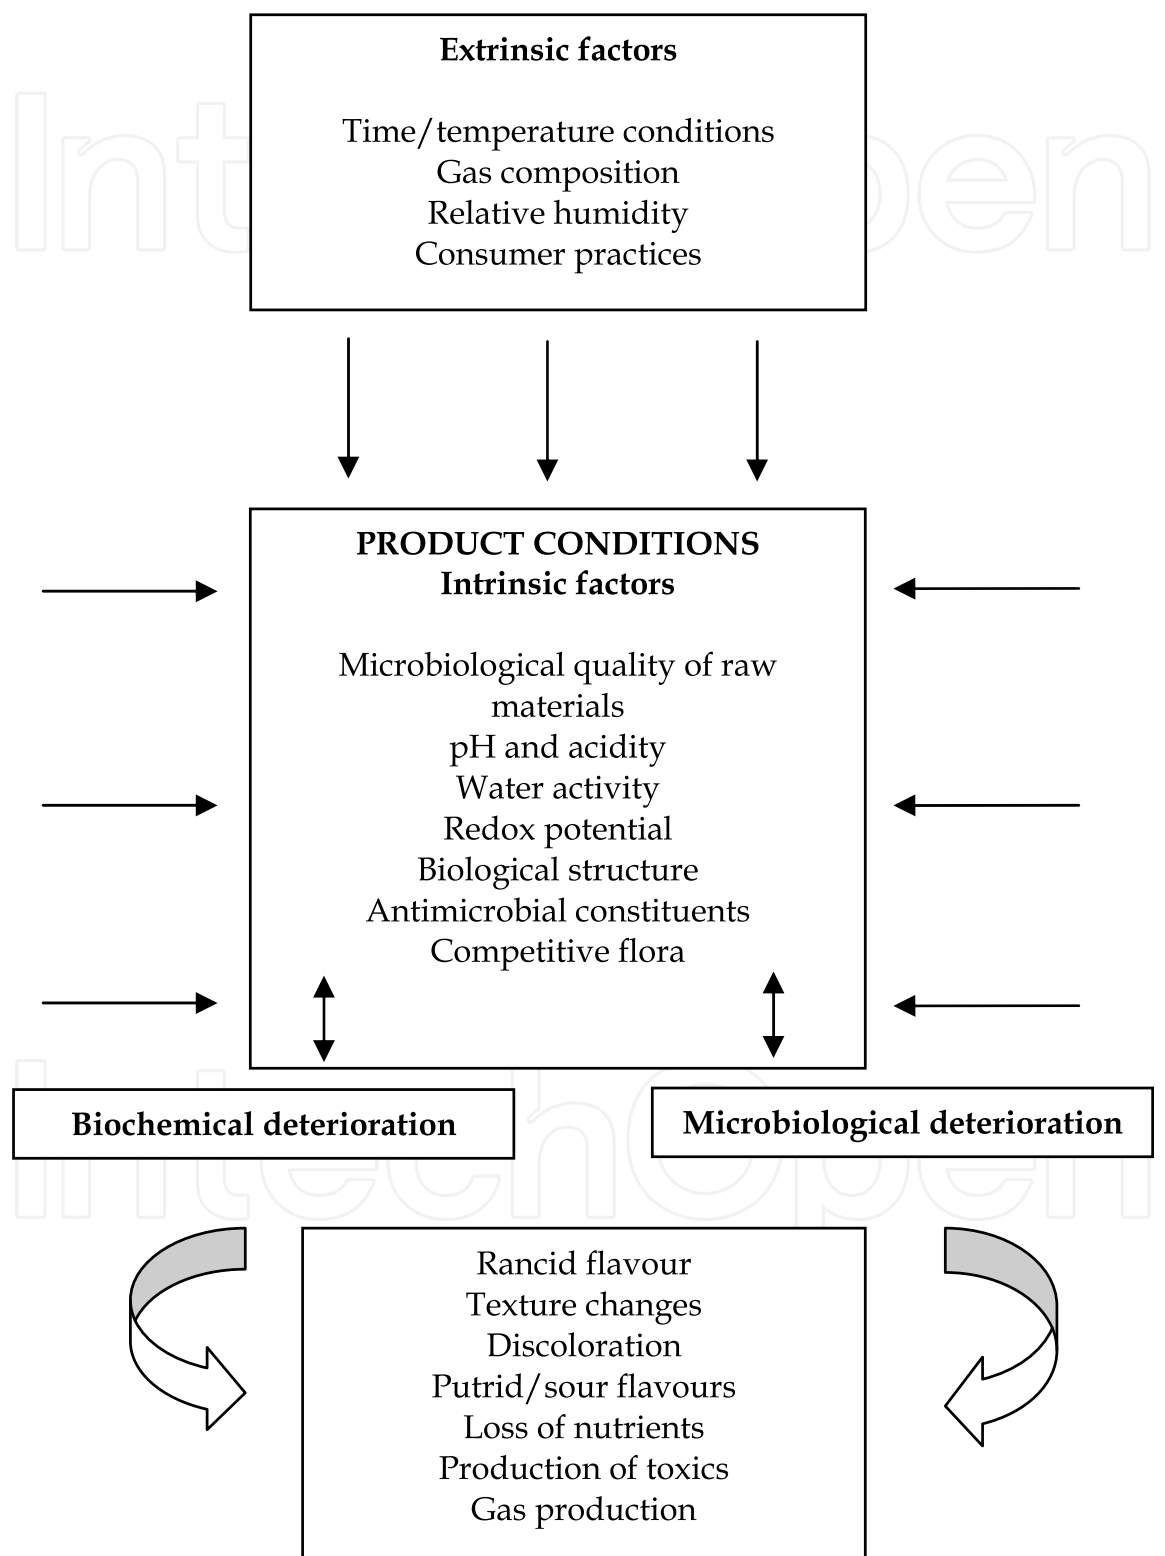 Extrinsic factors
Time/temperature conditions
Gas composition
Relative humidity
Consumer practices
PRODUCT CONDITIONS
Intrinsic factors
Microbiological quality of raw
materials
pH and acidity
Water activity
Redox potential
Biological structure
Antimicrobial constituents
Competitive flora
Biochemical deterioration
Microbiological deterioration
IntechOpen
Rancid flavour
Texture changes
Discoloration
Putrid/sour flavours
Loss of nutrients
Production of toxics
Gas production